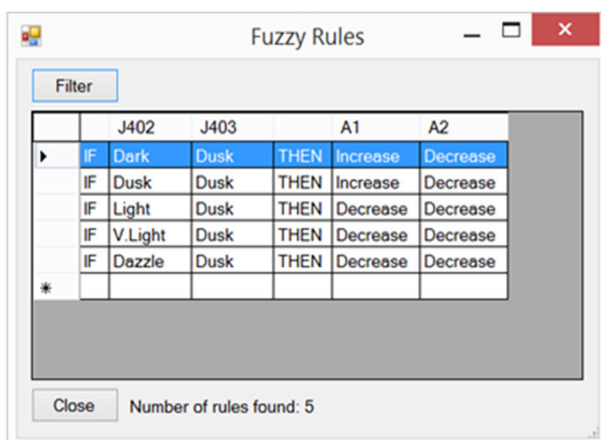 Fuzzy Rules
Filter
J402 J403 A1 A2
IF Dark Dusk THEN Increase Decrease
IF Dusk Dusk THEN Increase Decrease
IF Light Dusk THEN Decrease Decrease
IF V.Light Dusk THEN Decrease Decrease
IF Dazzle Dusk THEN Decrease Decrease
Close Number of rules found: 5